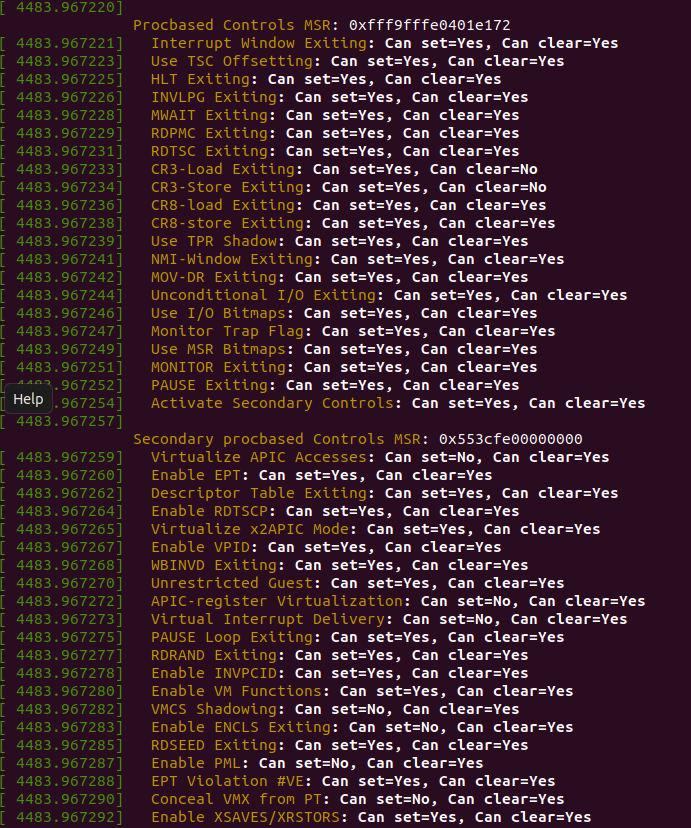 [ 4483.967220]
Procbased Controls MSR: 0xfff9fffe0401e172
[ 4483.967221] Interrupt Window Exiting: Can set=Yes, Can clear=Yes
[ 4483.967223] Use TSC Offsetting: Can set=Yes, Can clear=Yes
[ 4483.967225] HLT Exiting: Can set=Yes, Can clear=Yes
[ 4483.967226] INVLPG Exiting: Can set=Yes, Can clear=Yes
[ 4483.967228] MWAIT Exiting: Can set=Yes, Can clear=Yes
[ 4483.967229] RDPMC Exiting: Can set=Yes, Can clear=Yes
[ 4483.967231] RDTSC Exiting: Can set=Yes, Can clear=Yes
[ 4483.967233] CR3-Load Exiting: Can set=Yes, Can clear=No
[ 4483.967234] CR3-Store Exiting: Can set=Yes, Can clear=No
[ 4483.967236] CR8-load Exiting: Can set=Yes, Can clear=Yes
[ 4483.967238] CR8-store Exiting: Can set=Yes, Can clear=Yes
[ 4483.967239] Use TPR Shadow: Can set=Yes, Can clear=Yes
[ 4483.967241] NMI-Window Exiting: Can set=Yes, Can clear=Yes
[ 4483.967242] MOV-DR Exiting: Can set=Yes, Can clear=Yes
[ 4483.967244] Unconditional I/O Exiting: Can set=Yes, Can clear=Yes
[ 4483.967246] Use I/O Bitmaps: Can set=Yes, Can clear=Yes
[ 4483.967247] Monitor Trap Flag: Can set=Yes, Can clear=Yes
[ 4483.967249] Use MSR Bitmaps: Can set=Yes, Can clear=Yes
[ 4483.967251] MONITOR Exiting: Can set=Yes, Can clear=Yes
[ 4483.967252] PAUSE Exiting: Can set=Yes, Can clear=Yes
Help
.967254] Activate Secondary Controls: Can set=Yes, Can clear=Yes
[ 4483.967257]
Secondary procbased Controls MSR: 0x553cfe00000000
[ 4483.967259] Virtualize APIC Accesses: Can set=No, Can clear=Yes
[ 4483.967260] Enable EPT: Can set=Yes, Can clear=Yes
[ 4483.967262] Descriptor Table Exiting: Can set=Yes, Can clear=Yes
[ 4483.967264] Enable RDTSCP: Can set=Yes, Can clear=Yes
[ 4483.967265] Virtualize x2APIC Mode: Can set=Yes, Can clear=Yes
[ 4483.967267] Enable VPID: Can set=Yes, Can clear=Yes
[ 4483.967268] WBINVD Exiting: Can set=Yes, Can clear=Yes
[ 4483.967270] Unrestricted Guest: Can set=Yes, Can clear=Yes
[ 4483.967272] APIC-register Virtualization: Can set=No, Can clear=Yes
[ 4483.967273] Virtual Interrupt Delivery: Can set=No, Can clear=Yes
[ 4483.967275] PAUSE Loop Exiting: Can set=Yes, Can clear=Yes
[ 4483.967277] RDRAND Exiting: Can set=Yes, Can clear=Yes
[ 4483.967278] Enable INVPCID: Can set=Yes, Can clear=Yes
[ 4483.967280] Enable VM Functions: Can set=Yes, Can clear=Yes
[ 4483.967282] VMCS Shadowing: Can set=No, Can clear=Yes
[ 4483.967283] Enable ENCLS Exiting: Can set=No, Can clear=Yes
[ 4483.967285] RDSEED Exiting: Can set=Yes, Can clear=Yes
[ 4483.967287] Enable PML: Can set=No, Can clear=Yes
[ 4483.967288] EPT Violation #VE: Can set=Yes, Can clear=Yes
[ 4483.967290] Conceal VMX from PT: Can set=No, Can clear=Yes
[ 4483.967292] Enable XSAVES/XRSTORS: Can set=Yes, Can clear=Yes